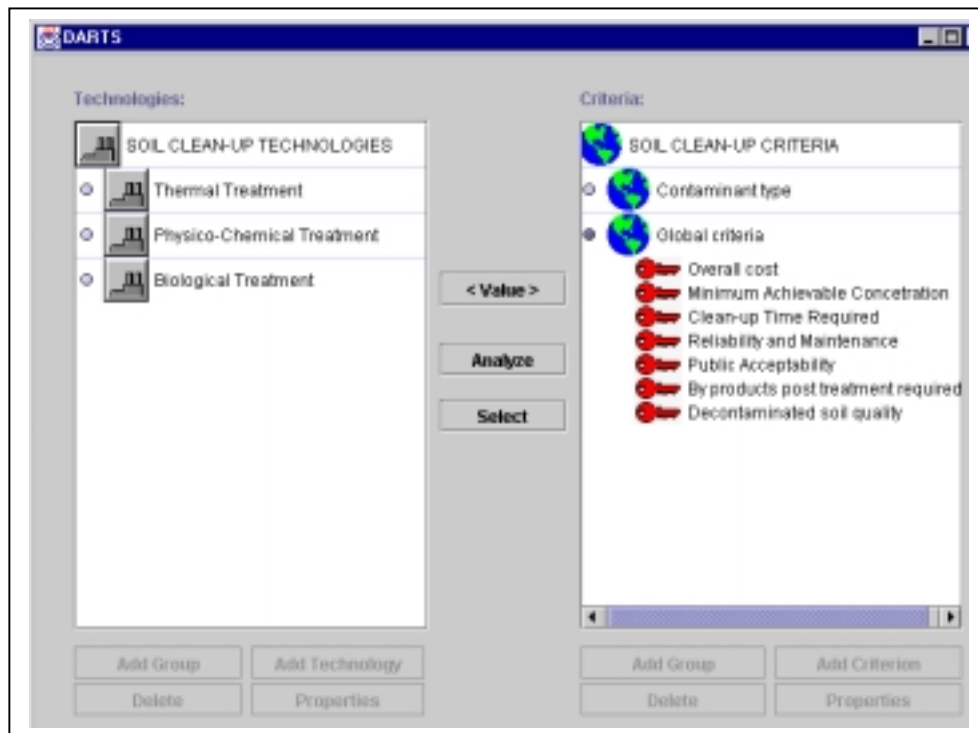 DARTS
Technologies:
SOIL CLEAN-UP TECHNOLOGIES
Thermal Treatment
Physico-Chemical Treatment
Biological Treatment
< Value >
Analyze
Select
Criteria:
SOIL CLEAN-UP CRITERIA
Contaminant type
Global criteria
Overall cost
Minimum Achievable Concetration
Clean-up Time Required
Reliability and Maintenance
Public Acceptability
By products post treatment required
Decontaminated soil quality
Add Group
Add Technology
Delete
Properties
Add Group
Add Criterion
Delete
Properties